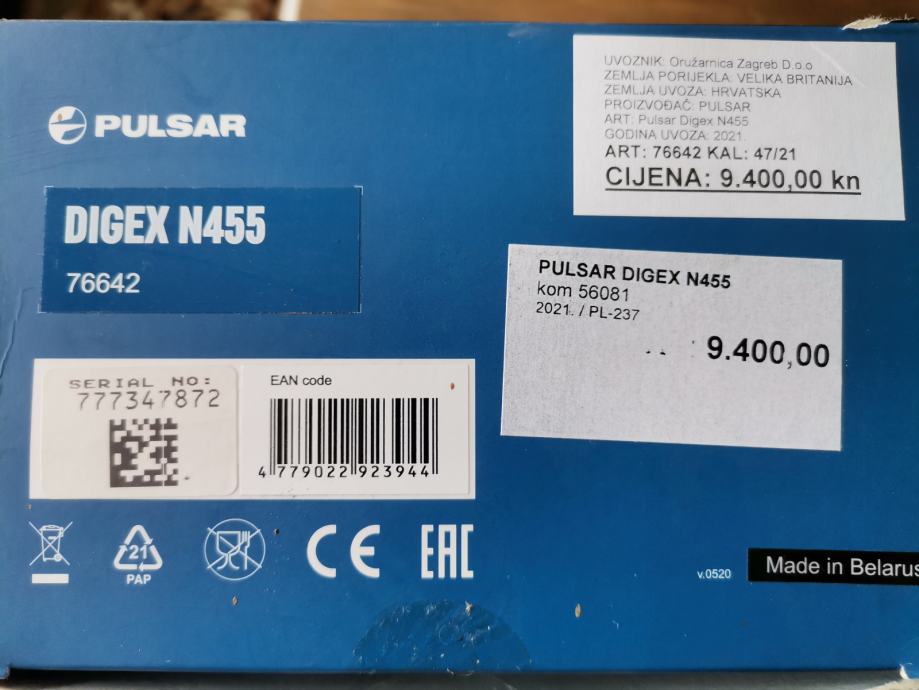 PULSAR
DIGEX N455
76642
UVOZNIK: Oružarnica Zagreb D.o.o
ZEMLJA PORIJEKLA: VELIKA BRITANIJA
ZEMLJA UVOZA: HRVATSKA
PROIZVOĐAČ: PULSAR
ART: Pulsar Digex N455
GODINA UVOZA: 2021.
ART: 76642 KAL: 47/21
CIJENA: 9.400,00 kn
PULSAR DIGEX N455
kom 56081
2021. / PL-237
9.400,00
SERIAL NO:
777347872
EAN code
4 779022 923944
21
PAP
CE
EAC
v.0520
Made in Belarus